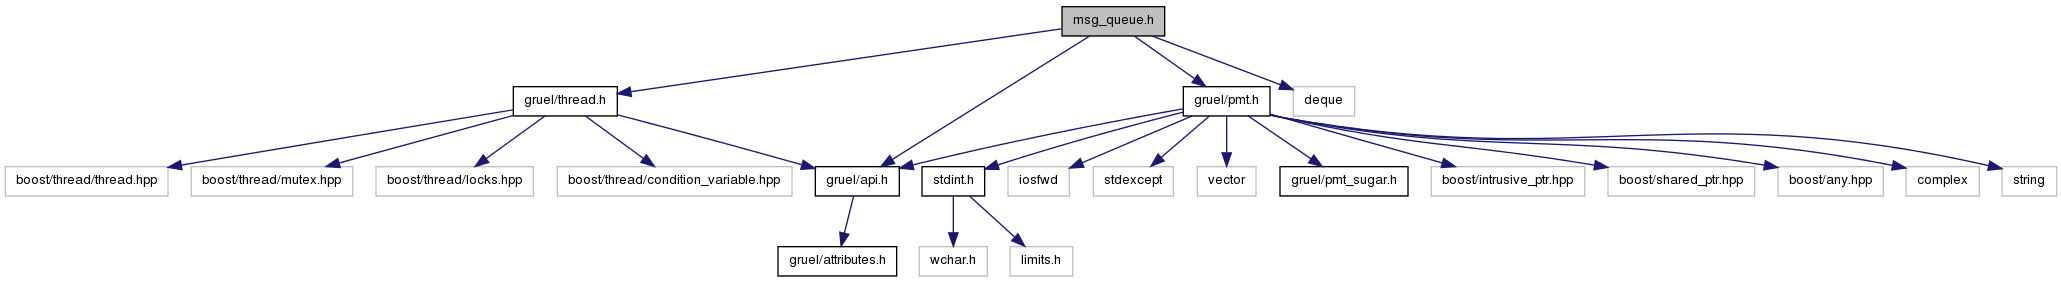 msg_queue.h
gruel/thread.h
gruel/pmt.h
deque
boost/thread/thread.hpp
boost/thread/mutex.hpp
boost/thread/locks.hpp
boost/thread/condition_variable.hpp
gruel/api.h
stdint.h
iosfwd
stdexcept
vector
gruel/pmt_sugar.h
boost/intrusive_ptr.hpp
boost/shared_ptr.hpp
boost/any.hpp
complex
string
gruel/attributes.h
wchar.h
limits.h